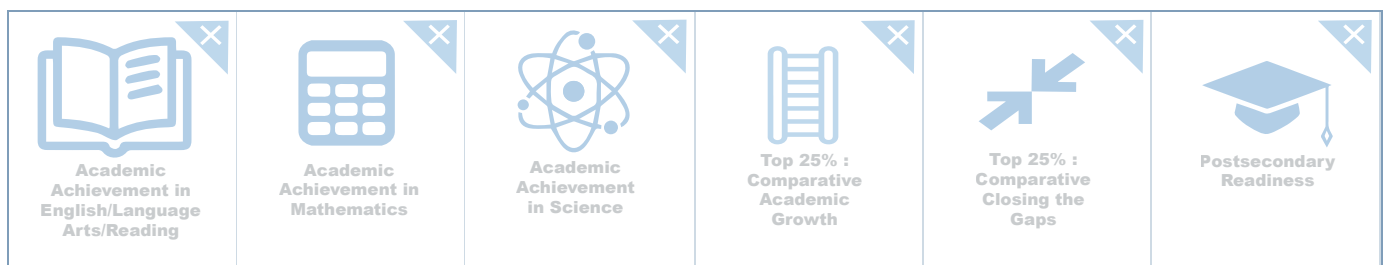 Academic
Achievement in
English/Language
Arts/Reading
Academic
Achievement in
Mathematics
Academic
Achievement
in Science
Top 25% :
Comparative
Academic
Growth
Top 25% :
Comparative
Closing the
Gaps
Postsecondary
Readiness